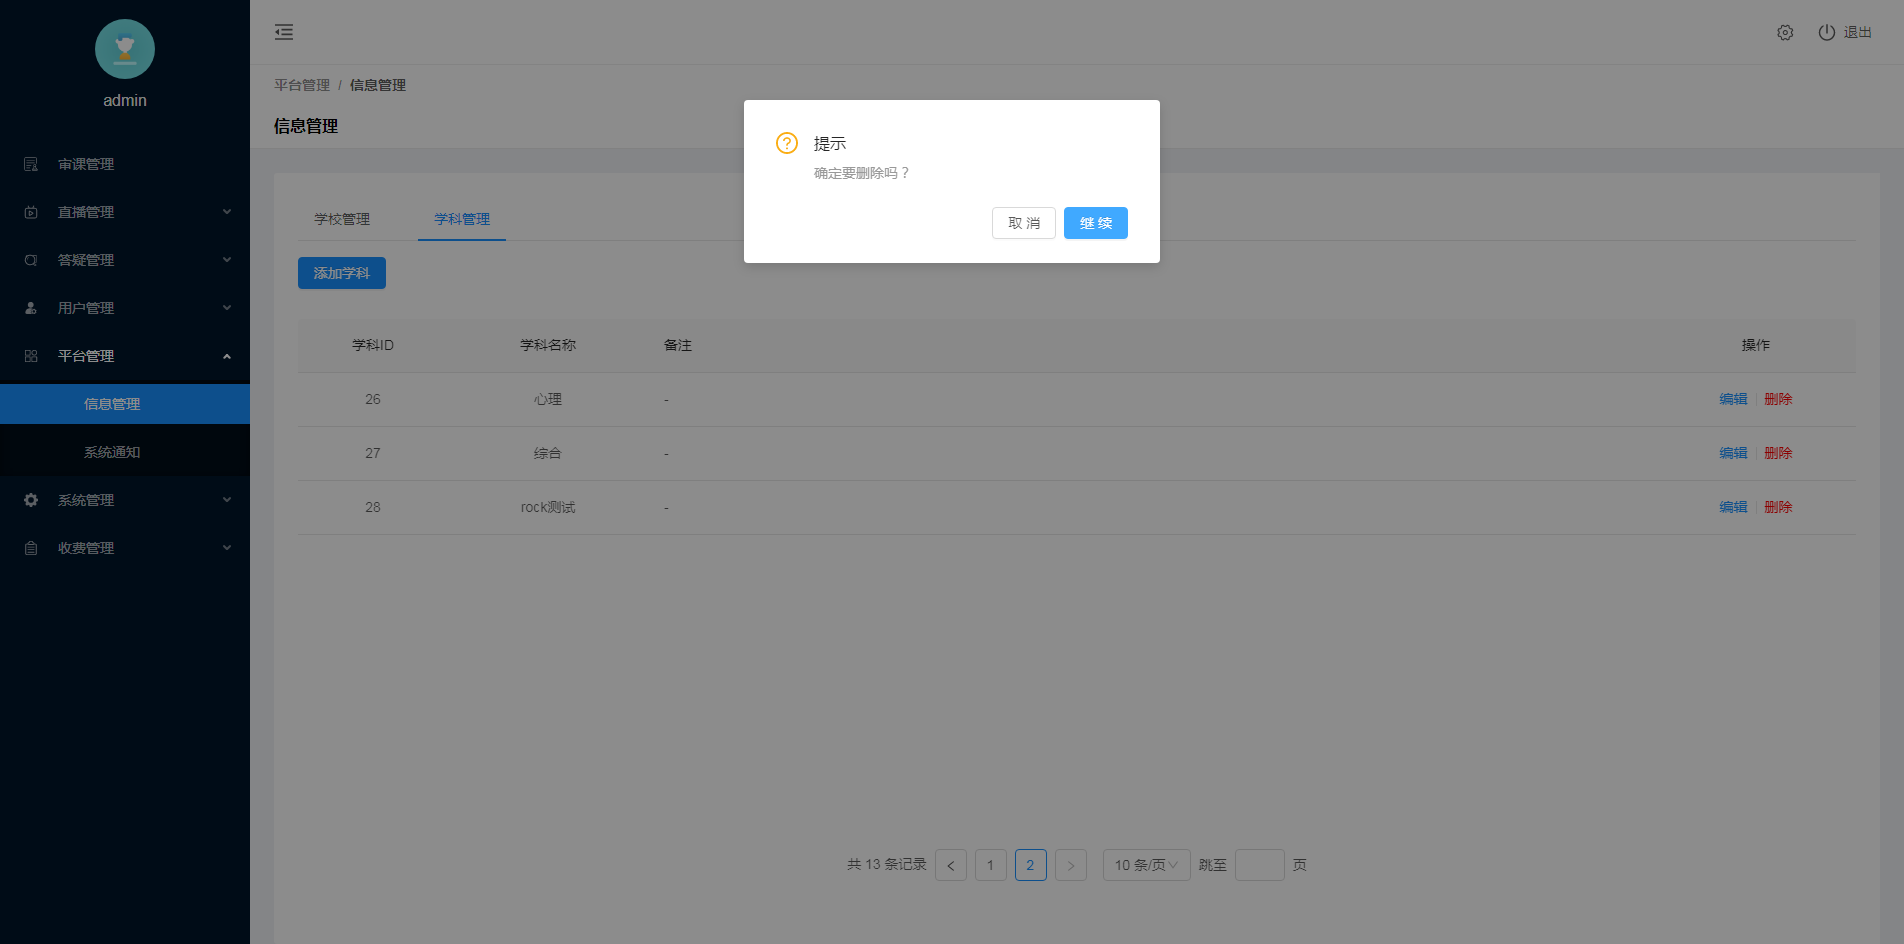 admin
审课管理
直播管理
答疑管理
用户管理
平台管理
信息管理
系统通知
系统管理
收费管理
退出
平台管理 / 信息管理
信息管理
提示
确定要删除吗？
取 消 继 续
学校管理 学科管理
添加学科
学科ID 学科名称 备注 操作
26 心理 - 编辑 删除
27 综合 - 编辑 删除
28 rock测试 - 编辑 删除
共 13 条记录 < 1 2 > 10 条/页 跳至 页